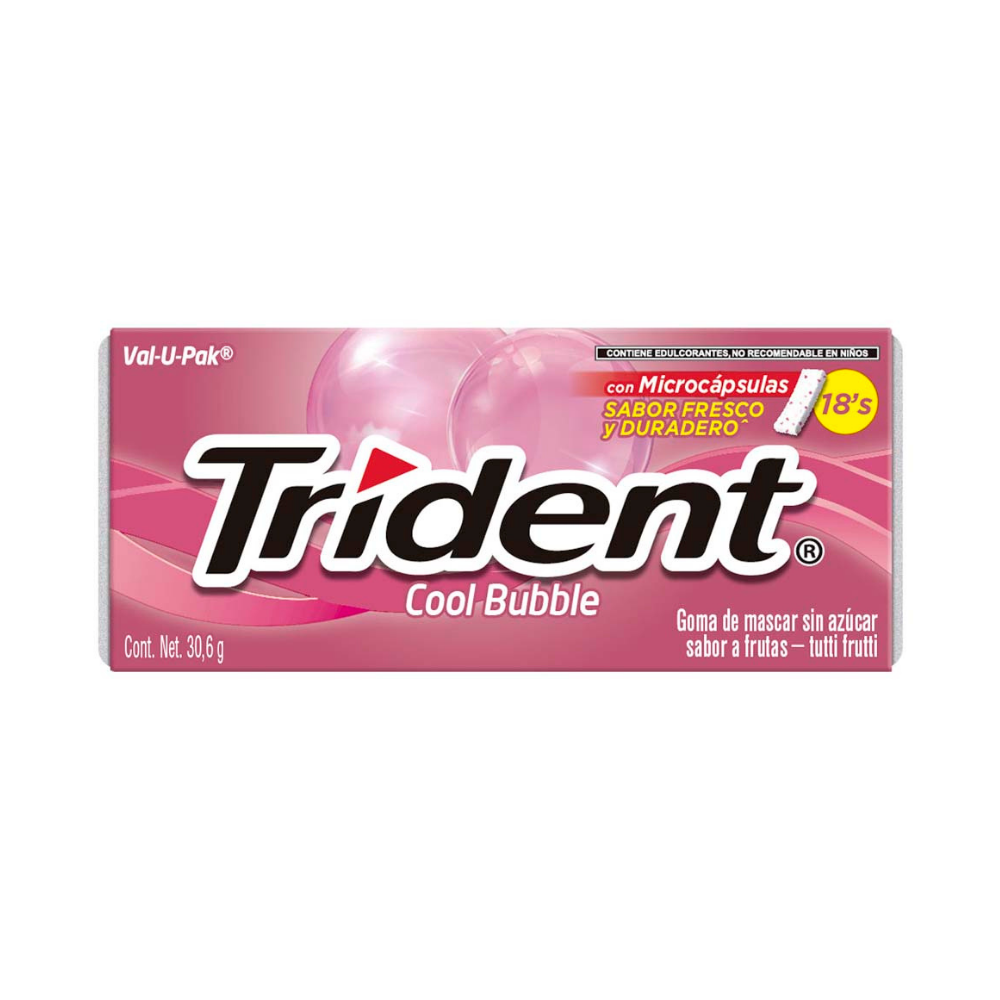 Val-U-Pak®
CONTIENE EDULCORANTES, NO RECOMENDABLE EN NIÑOS
con Microcápsulas
SABOR FRESCO
y DURADERO^
18's
Trident®
Cool Bubble
Cont. Net. 30,6 g
Goma de mascar sin azúcar
sabor a frutas – tutti frutti